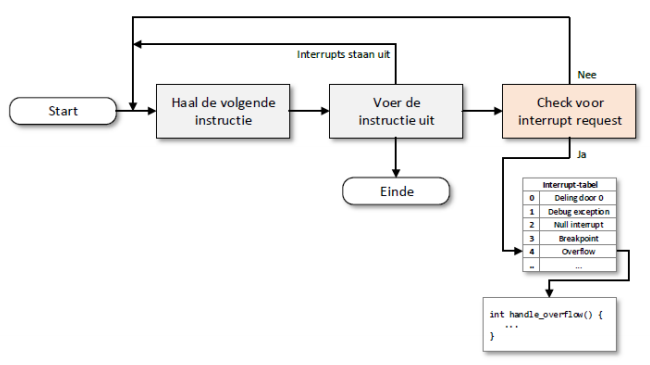 Interrupts staan uit
Nee
Start
Haal de volgende
instructie
Voer de
instructie uit
Check voor
interrupt request
Ja
Einde
Interrupt-tabel
0 Deling door 0
1 Debug exception
2 Null interrupt
3 Breakpoint
4 Overflow
.. ...
int handle_overflow() {
...
}